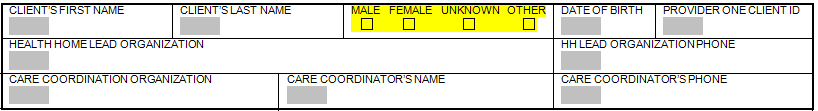 CLIENT'S FIRST NAME CLIENT'S LAST NAME MALE FEMALE UNKNOWN OTHER DATE OF BIRTH PROVIDER ONE CLIENT ID
HEALTH HOME LEAD ORGANIZATION HH LEAD ORGANIZATION PHONE
CARE COORDINATION ORGANIZATION CARE COORDINATOR'S NAME CARE COORDINATOR'S PHONE